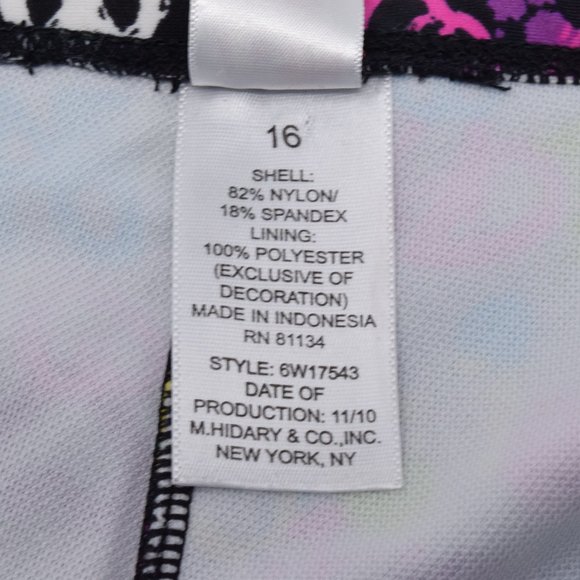 16
SHELL:
82% NYLON/
18% SPANDEX
LINING:
100% POLYESTER
(EXCLUSIVE OF
DECORATION)
MADE IN INDONESIA
RN 81134
STYLE: 6W17543
DATE OF
PRODUCTION: 11/10
M.HIDARY & CO.,INC.
NEW YORK, NY